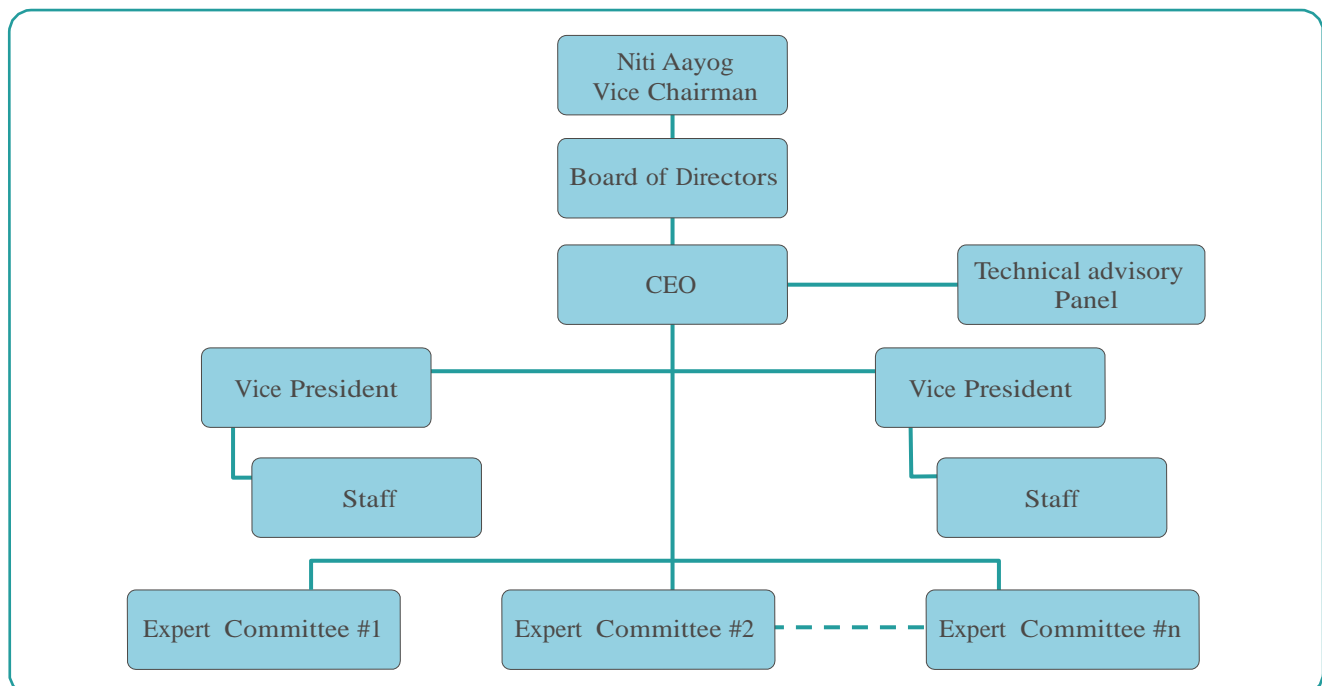 Niti Aayog
Vice Chairman
Board of Directors
CEO
Technical advisory
Panel
Vice President
Vice President
Staff
Staff
Expert Committee #1
Expert Committee #2
Expert Committee #n